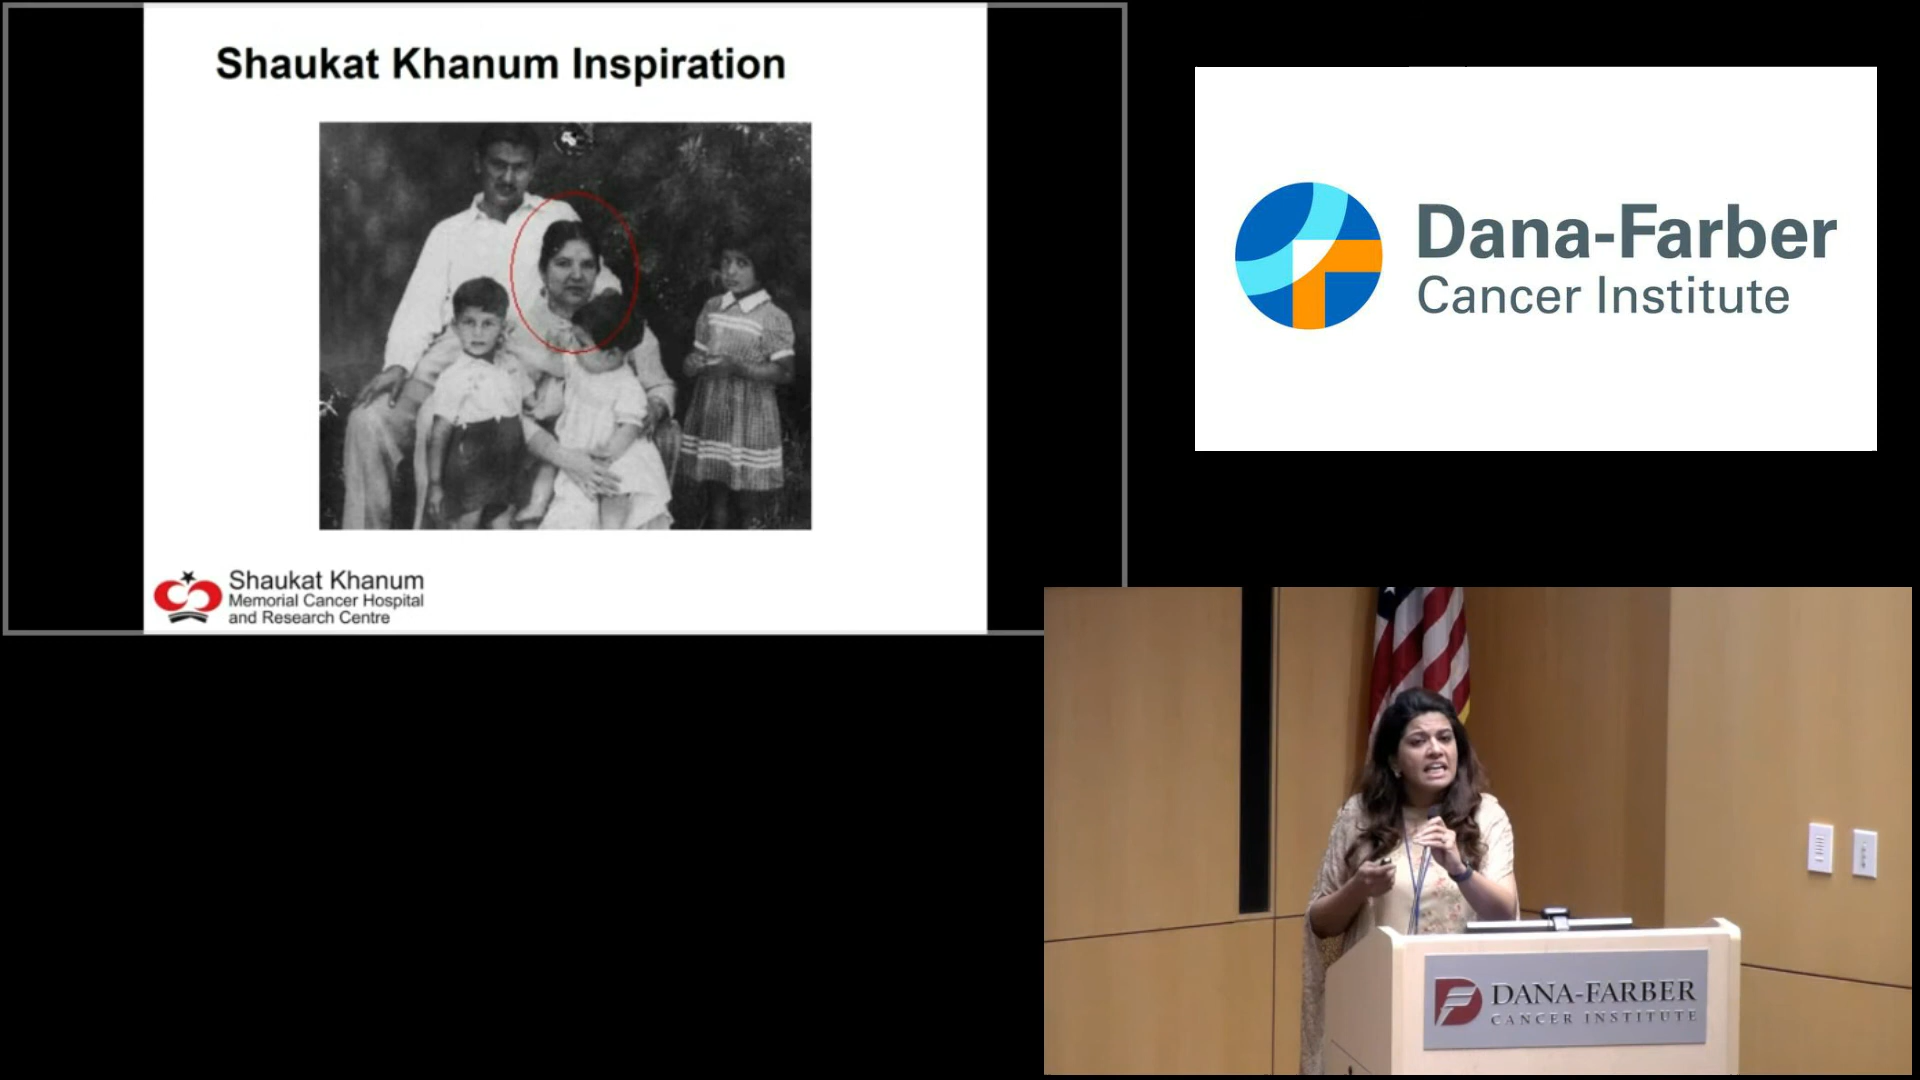 Shaukat Khanum Inspiration
Shaukat Khanum
Memorial Cancer Hospital
and Research Centre
Dana-Farber
Cancer Institute
DANA-FARBER
CANCER INSTITUTE